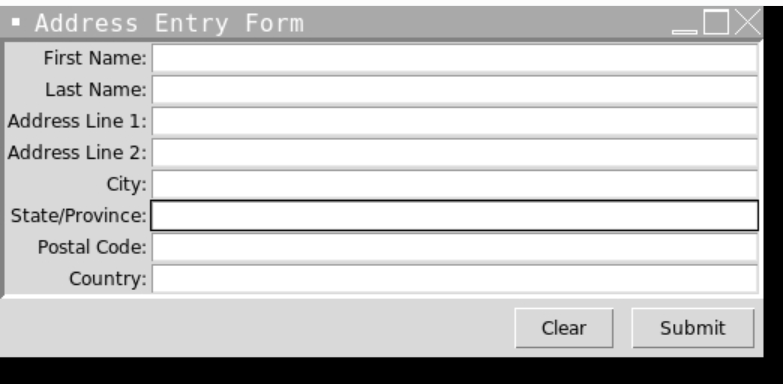 Address Entry Form
First Name:
Last Name:
Address Line 1:
Address Line 2:
City:
State/Province:
Postal Code:
Country:
Clear Submit